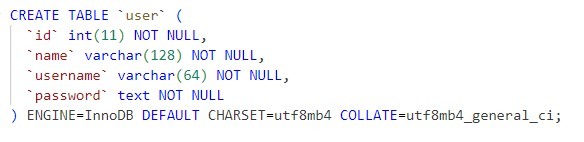 CREATE TABLE `user` (
  `id` int(11) NOT NULL,
  `name` varchar(128) NOT NULL,
  `username` varchar(64) NOT NULL,
  `password` text NOT NULL
) ENGINE=InnoDB DEFAULT CHARSET=utf8mb4 COLLATE=utf8mb4_general_ci;